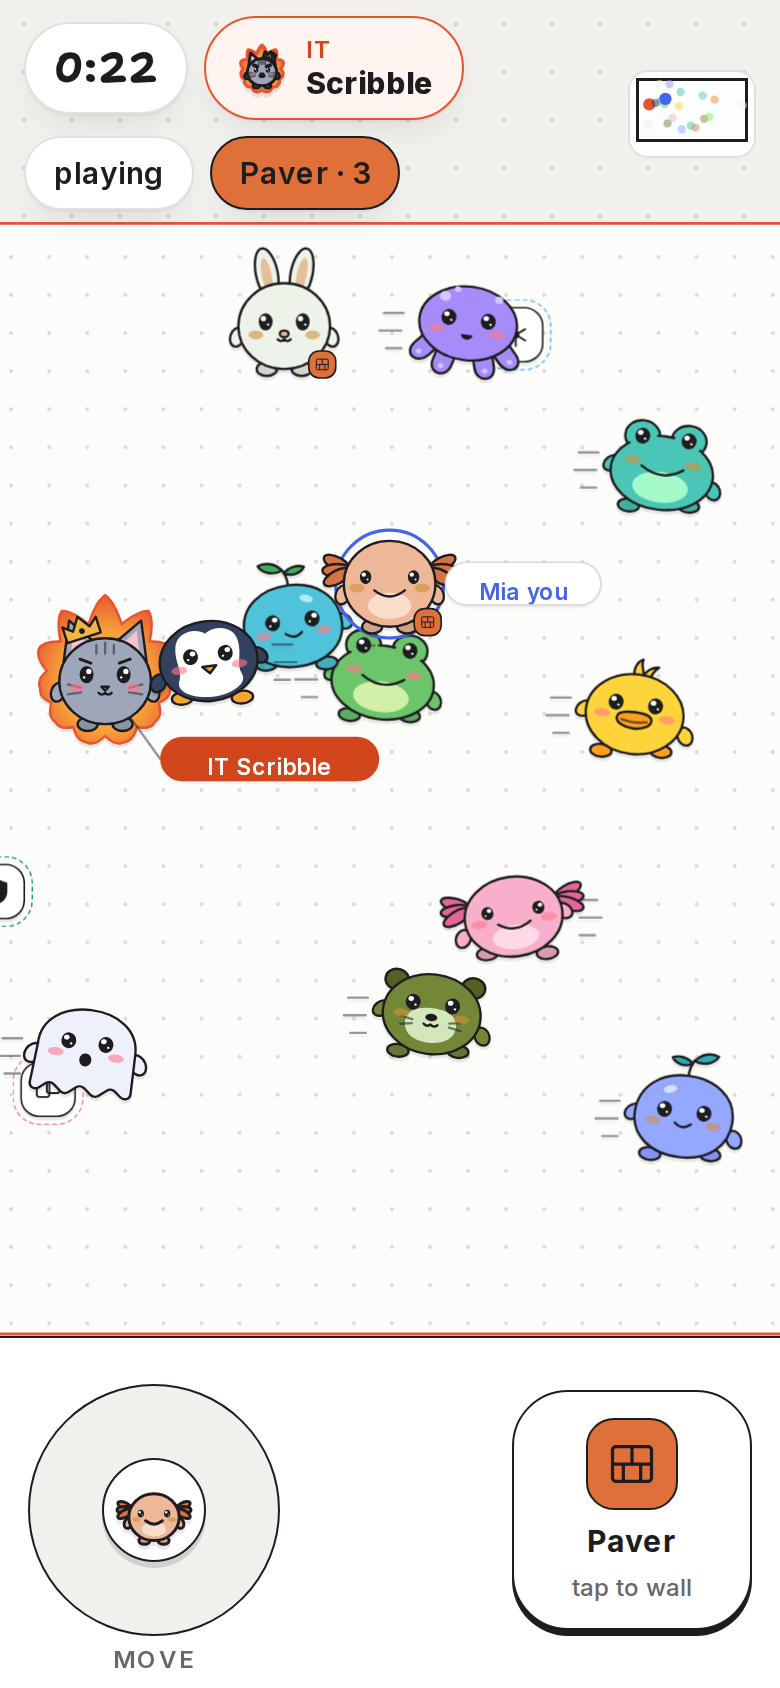 0:22
IT
Scribble
playing
Paver · 3
Mia you
IT Scribble
Paver
tap to wall
MOVE